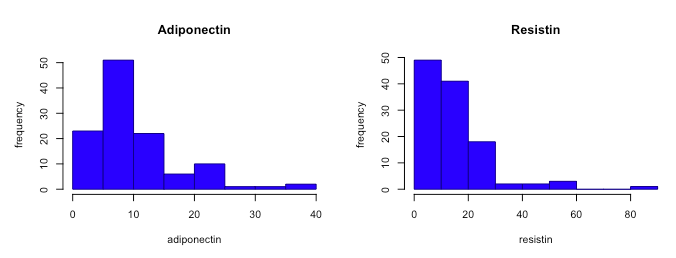 Adiponectin
frequency
0 10 20 30 40 50
0 10 20 30 40
adiponectin
Resistin
frequency
0 10 20 30 40 50
0 20 40 60 80
resistin